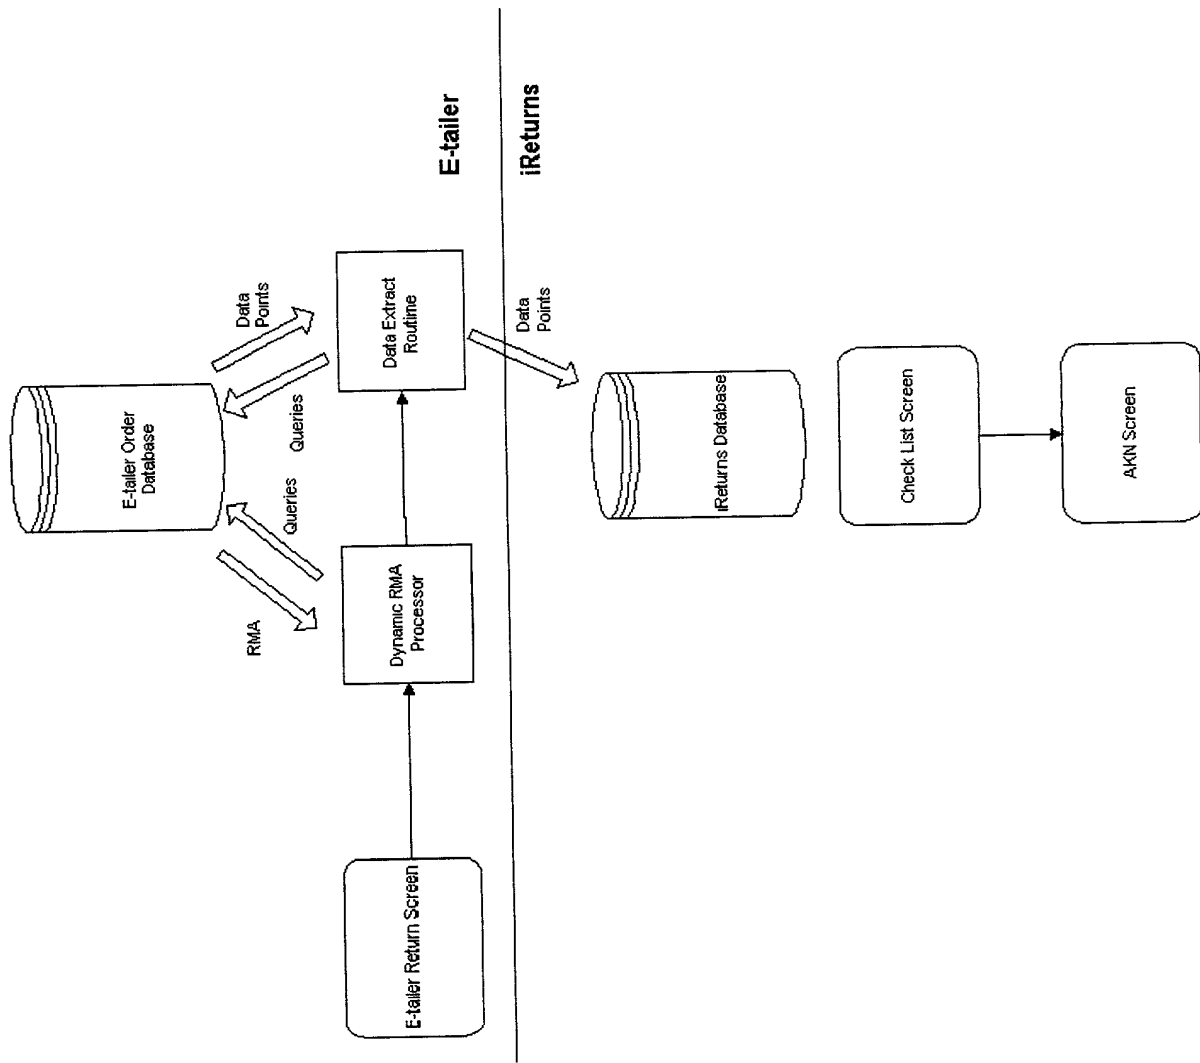 E-tailer Order
Database
Data
Points
Queries
Queries
RMA
Data Extract
Routime
Dynamic RMA
Processor
E-tailer Return Screen
E-tailer
iReturns
Data
Points
iReturns Database
Check List Screen
AKN Screen